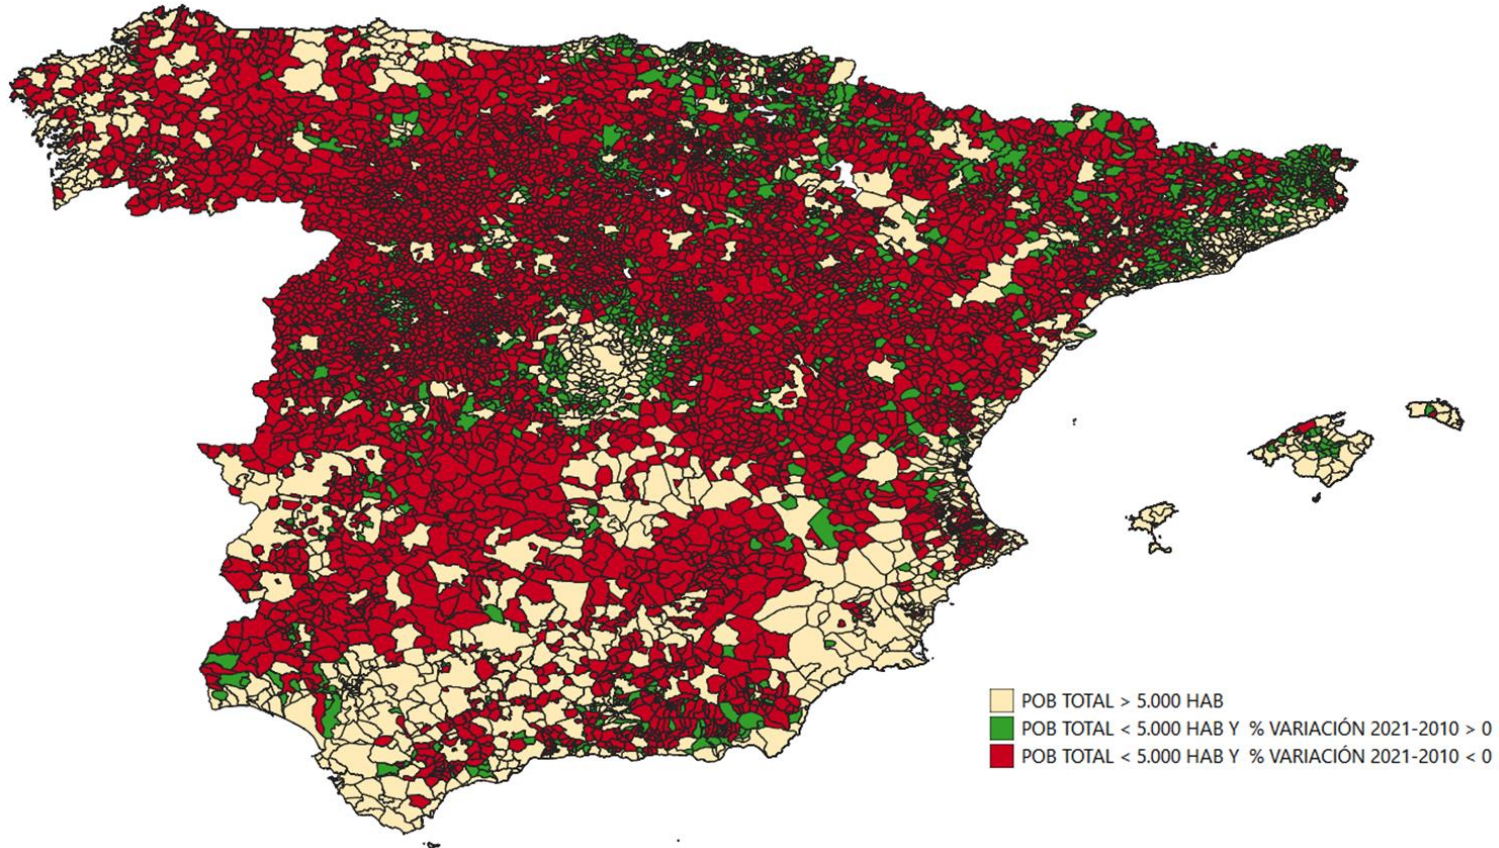 POB TOTAL > 5.000 HAB
POB TOTAL < 5.000 HAB Y % VARIACIÓN 2021-2010 > 0
POB TOTAL < 5.000 HAB Y % VARIACIÓN 2021-2010 < 0